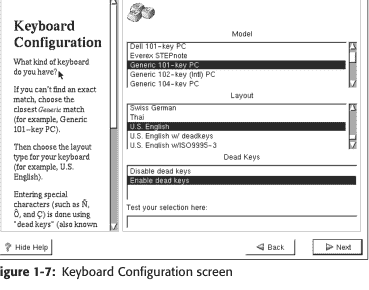 Keyboard
Configuration
What kind of keyboard
do you have?
If you can't find an exact
match, choose the
closest Generic match
(for example, Generic
101-key PC).
Then choose the layout
type for your keyboard
(for example, U.S.
English).
Entering special
characters (such as Ñ,
Ô, and Ç) is done using
"dead keys" (also known
Model
Dell 101-key PC
Everex STEPnote
Generic 101-key PC
Generic 102-key (Intl) PC
Generic 104-key PC
Layout
Swiss German
Thai
U.S. English
U.S. English w/ deadkeys
U.S. English w/ISO9995-3
Dead Keys
Disable dead keys
Enable dead keys
Test your selection here:
? Hide Help
Back
Next
igure 1-7: Keyboard Configuration screen